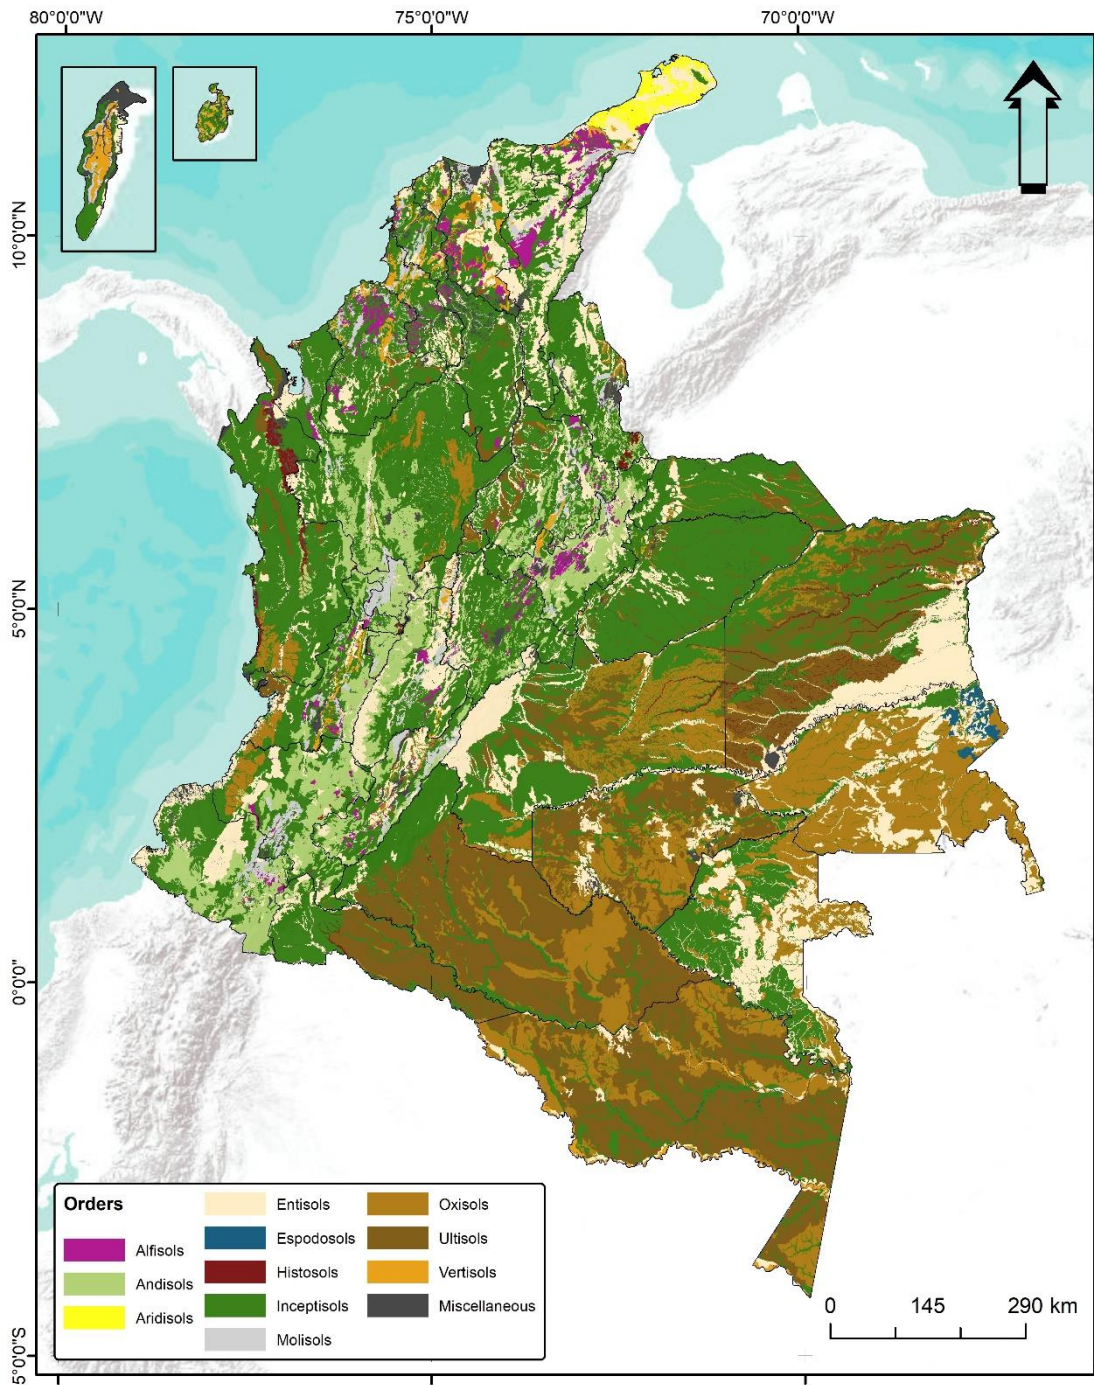 80°0'0"W
75°0'0"W
70°0'0"W
10°0'0"N
5°0'0"N
0°0'0"
5°0'0"S
Orders
Alfisols
Andisols
Aridisols
Entisols
Espodosols
Histosols
Inceptisols
Molisols
Oxisols
Ultisols
Vertisols
Miscellaneous
0 145 290 km